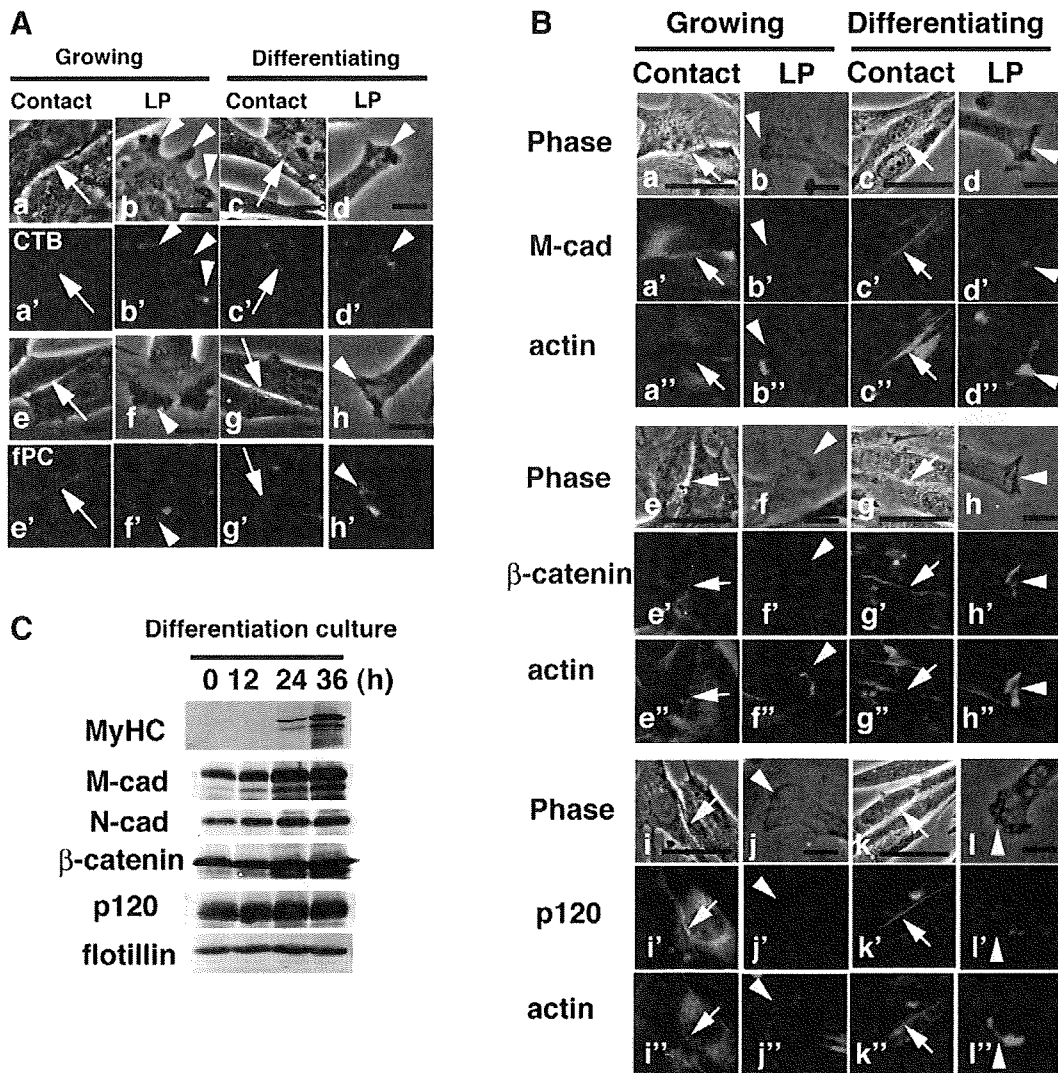 A
Growing Differentiating
Contact LP Contact LP
a b c d
CTB
a' b' c' d'
e f g h
fPC
e' f' g' h'
B
Growing Differentiating
Contact LP Contact LP
Phase
a b c d
M-cad
a' b' c' d'
actin
a'' b'' c'' d''
Phase
e f g h
β-catenin
e' f' g' h'
actin
e'' f'' g'' h''
Phase
i j k l
p120
i' j' k' l'
actin
i'' j'' k'' l''
C
Differentiation culture
0 12 24 36 (h)
MyHC
M-cad
N-cad
β-catenin
p120
flotillin